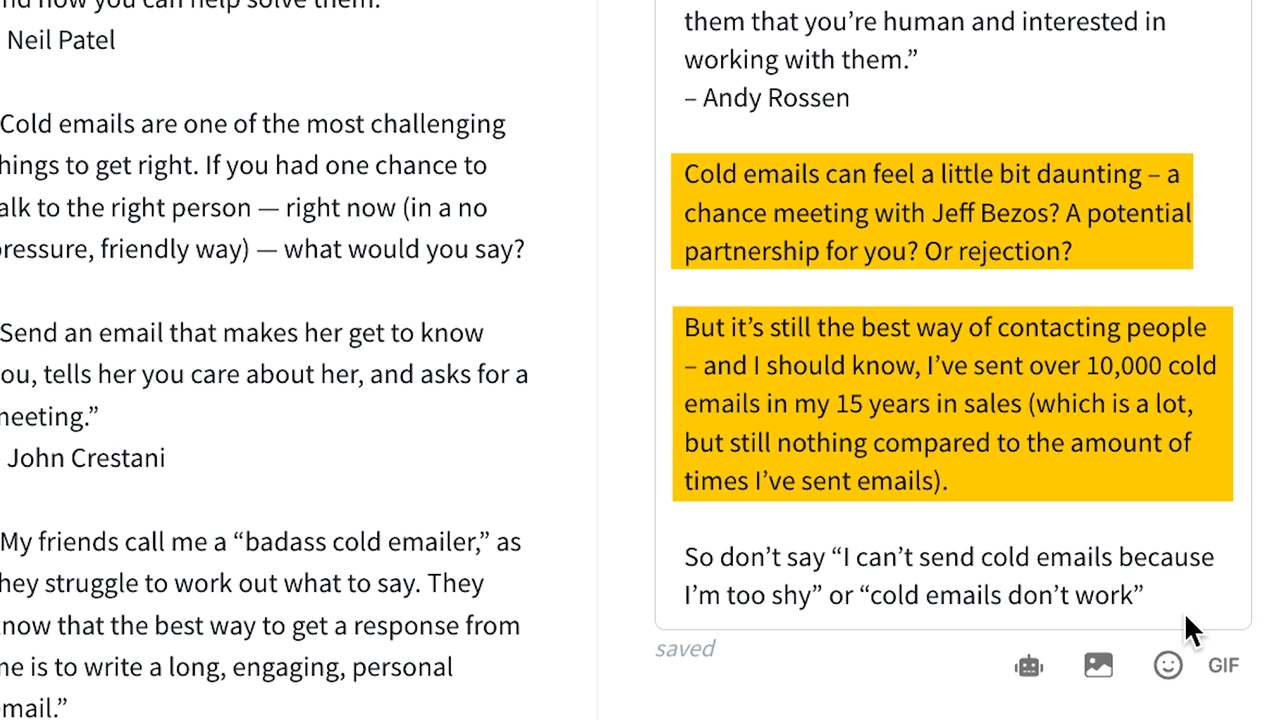 nd how you can help solve them.
Neil Patel
Cold emails are one of the most challenging
hings to get right. If you had one chance to
alk to the right person — right now (in a no
pressure, friendly way) — what would you say?
Send an email that makes her get to know
ou, tells her you care about her, and asks for a
meeting.”
- John Crestani
My friends call me a “badass cold emailer,” as
hey struggle to work out what to say. They
now that the best way to get a response from
me is to write a long, engaging, personal
email.”
them that you’re human and interested in
working with them.”
– Andy Rossen
Cold emails can feel a little bit daunting – a
chance meeting with Jeff Bezos? A potential
partnership for you? Or rejection?
But it’s still the best way of contacting people
– and I should know, I’ve sent over 10,000 cold
emails in my 15 years in sales (which is a lot,
but still nothing compared to the amount of
times I’ve sent emails).
So don’t say “I can’t send cold emails because
I’m too shy” or “cold emails don’t work”
saved
GIF